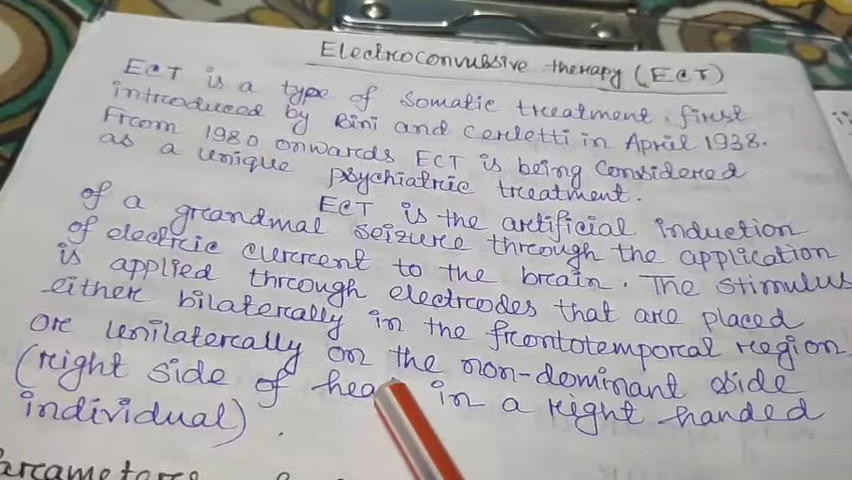 Electroconvulsive therapy (ECT)
ECT is a type of somatic treatment, first
introduced by Bini and Cerletti in April 1938.
From 1980 onwards ECT is being considered
as a unique psychiatric treatment.
ECT is the artificial induction
of a grandmal seizure through the application
of electric current to the brain. The stimulus
is applied through electrodes that are placed
either bilaterally in the frontotemporal region
or unilaterally on the non-dominant side
(right side of in a right handed
individual).